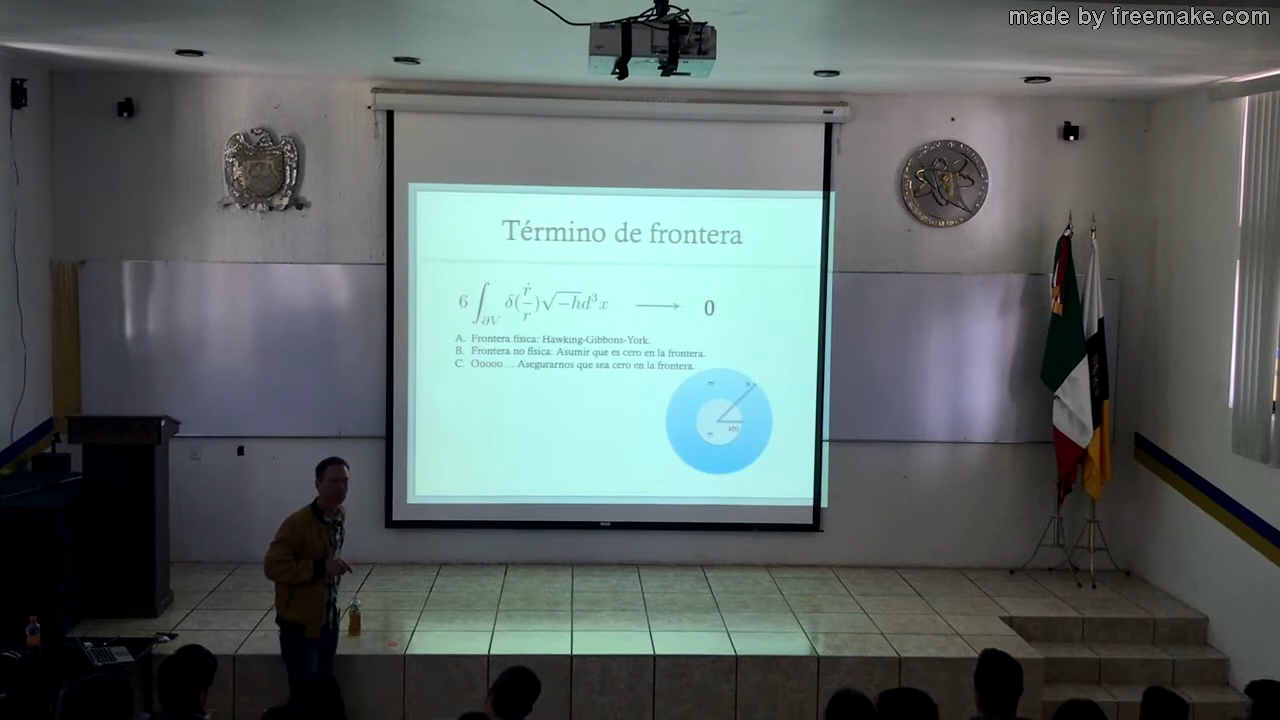 made by freemake.com
Término de frontera
6 ∫∂V δ(ṙ/r)√-h d³x ⟶ 0
A. Frontera física: Hawking-Gibbons-York.
B. Frontera no física: Asumir que es cero en la frontera.
C. Ooooo.... Asegurarnos que sea cero en la frontera.